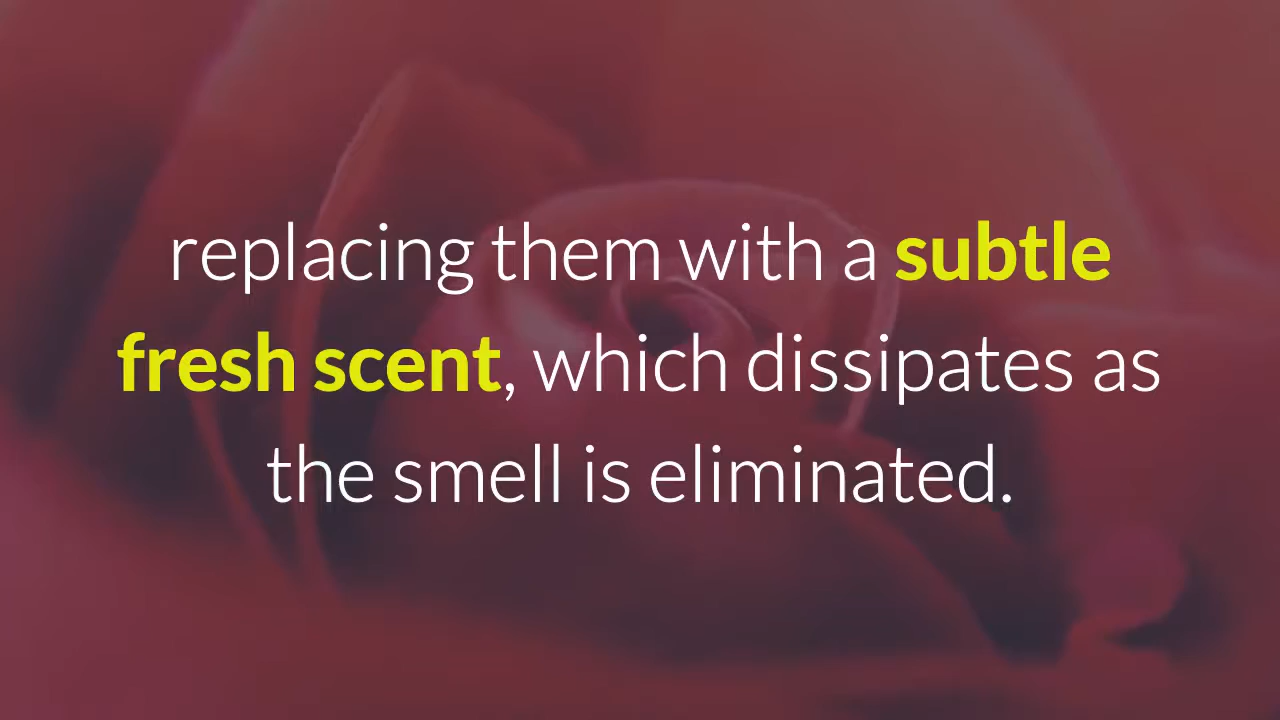 replacing them with a subtle
fresh scent, which dissipates as
the smell is eliminated.